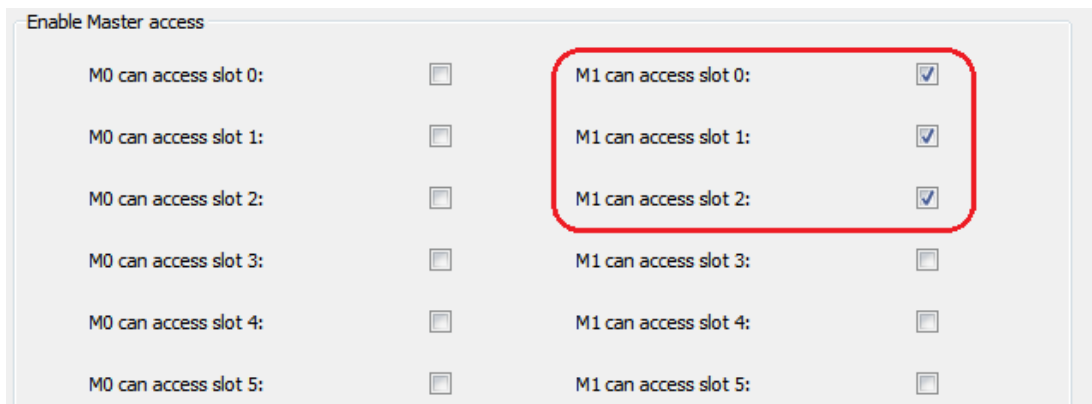 Enable Master access
M0 can access slot 0: M1 can access slot 0:
M0 can access slot 1: M1 can access slot 1:
M0 can access slot 2: M1 can access slot 2:
M0 can access slot 3: M1 can access slot 3:
M0 can access slot 4: M1 can access slot 4:
M0 can access slot 5: M1 can access slot 5: